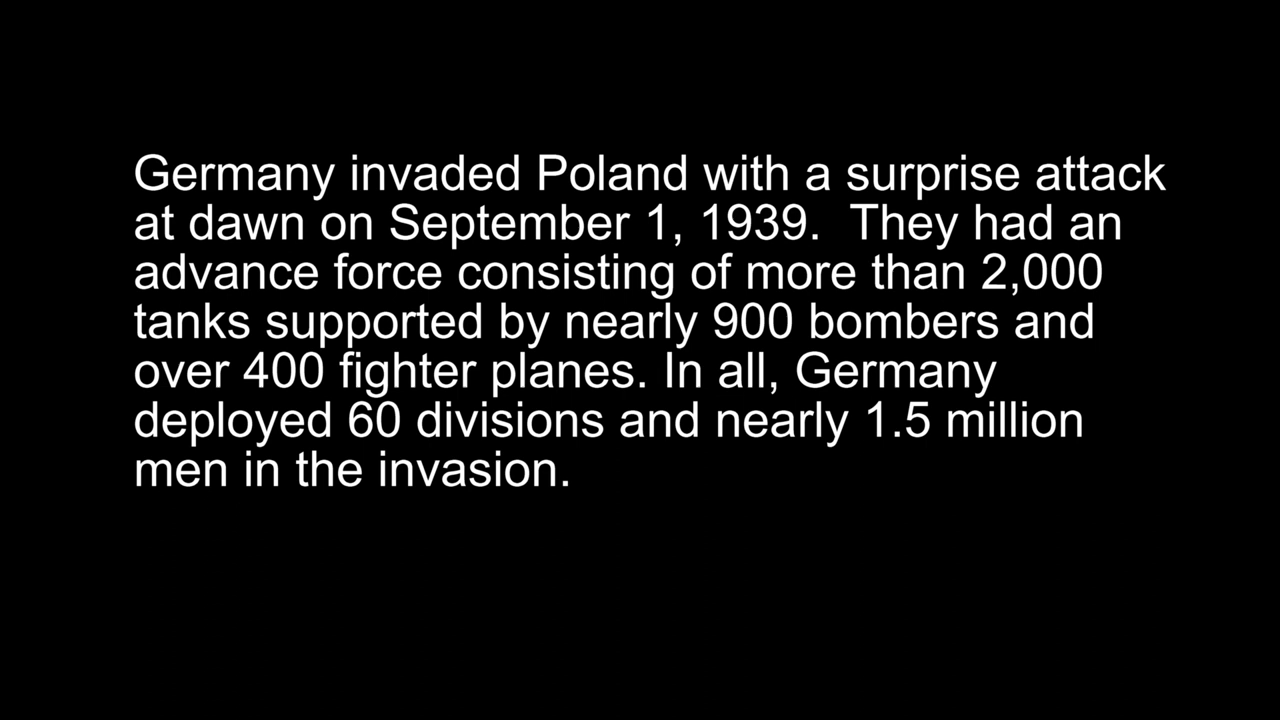 Germany invaded Poland with a surprise attack
at dawn on September 1, 1939.  They had an
advance force consisting of more than 2,000
tanks supported by nearly 900 bombers and
over 400 fighter planes. In all, Germany
deployed 60 divisions and nearly 1.5 million
men in the invasion.